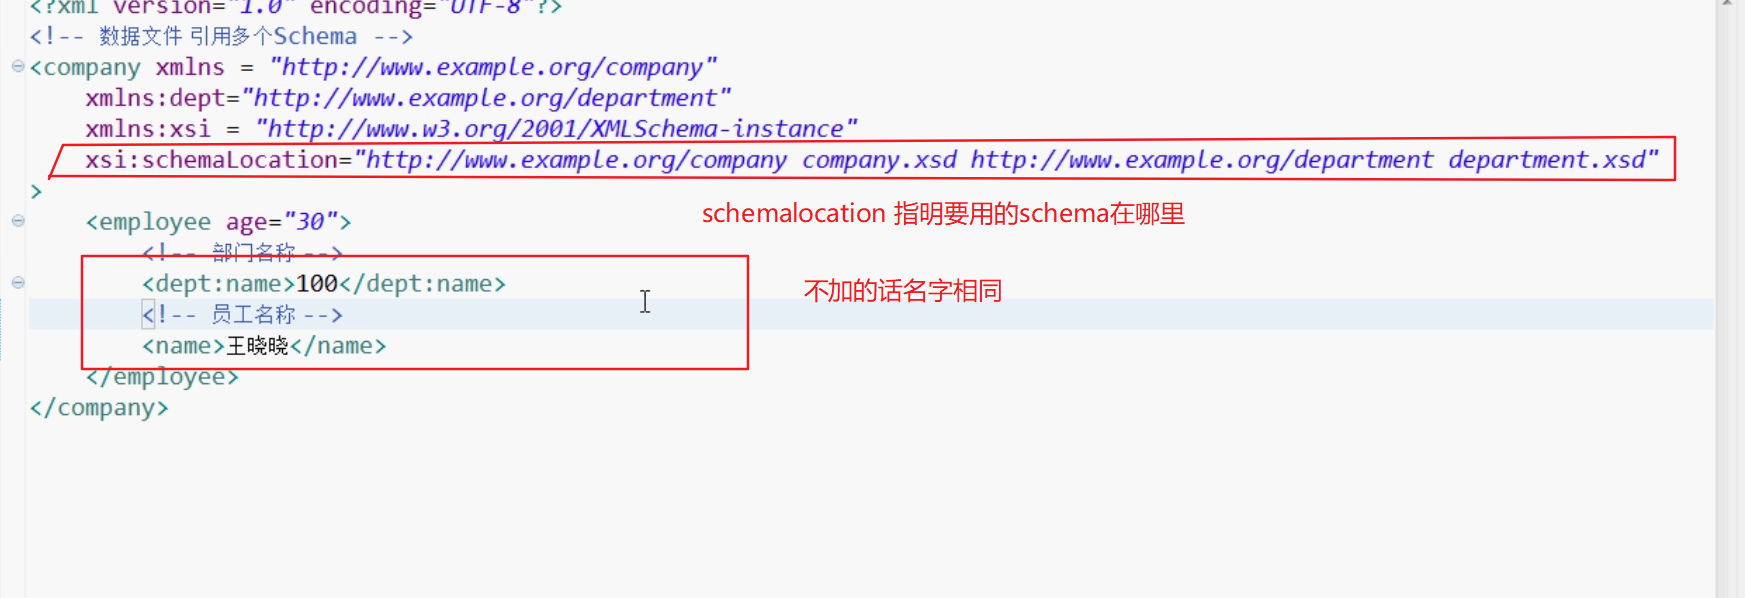 <?xml version="1.0" encoding="UTF-8"?>
<!-- 数据文件 引用多个Schema -->
<company xmlns = "http://www.example.org/company"
xmlns:dept="http://www.example.org/department"
xmlns:xsi = "http://www.w3.org/2001/XMLSchema-instance"
xsi:schemaLocation="http://www.example.org/company company.xsd http://www.example.org/department department.xsd"
>
<employee age="30">
schemalocation 指明要用的schema在哪里
<!-- 部门名称 -->
<dept:name>100</dept:name>
不加的话名字相同
<!-- 员工名称 -->
<name>王晓晓</name>
</employee>
</company>